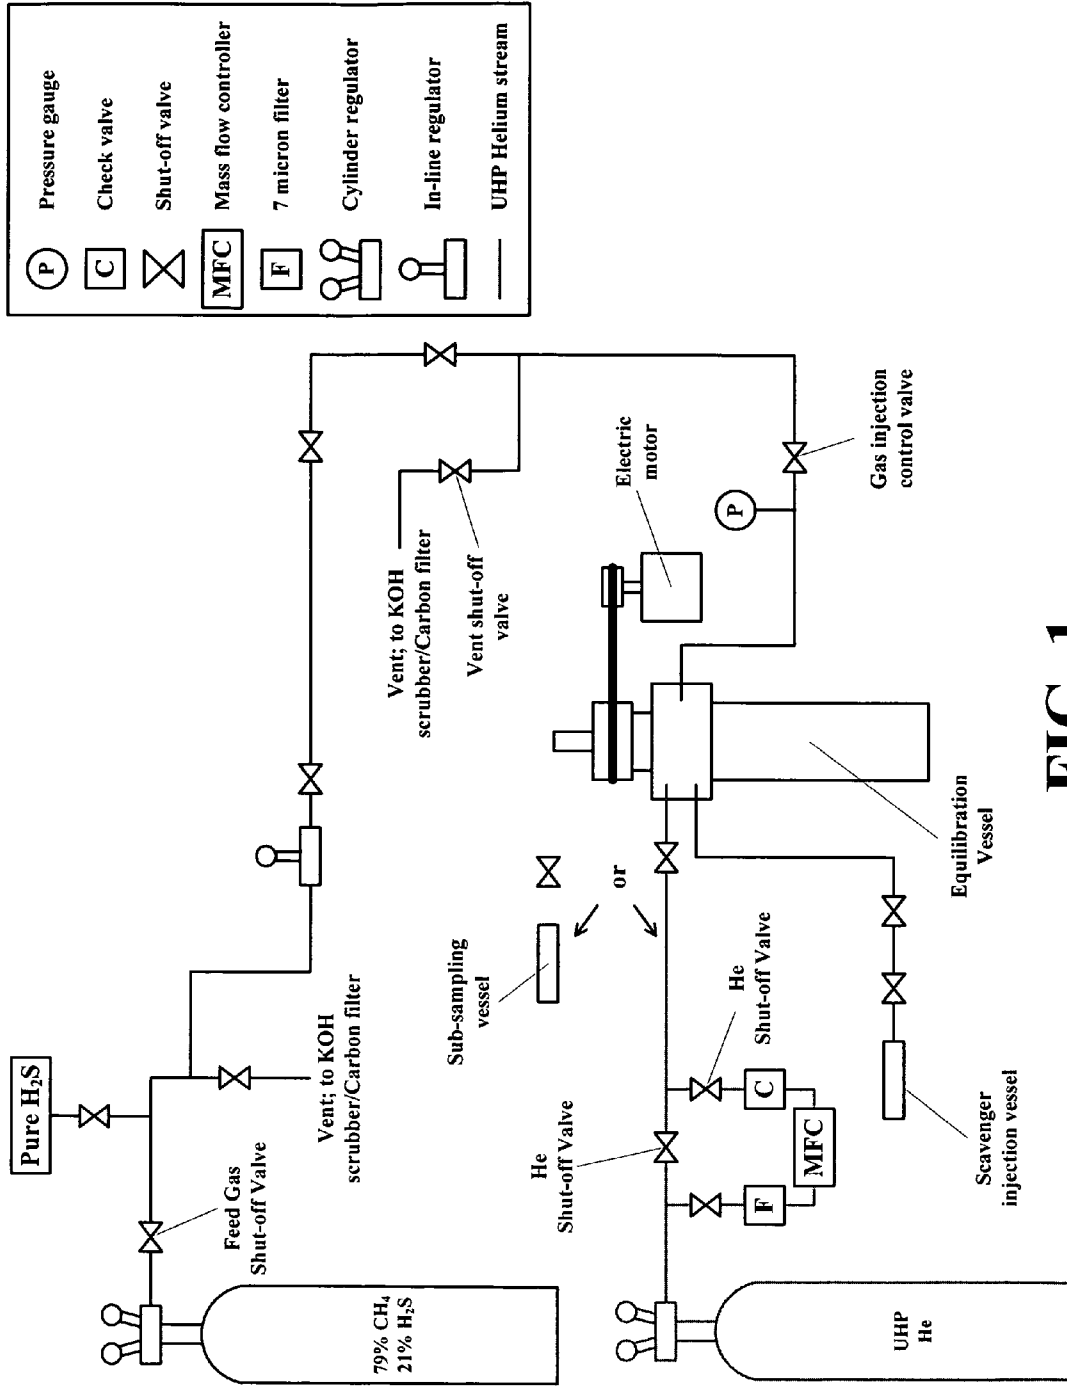 Pure H₂S
Feed Gas
Shut-off Valve
79% CH₄
21% H₂S
Vent; to KOH
scrubber/Carbon filter
Vent; to KOH
scrubber/Carbon filter
Vent shut-off
valve
P
Pressure gauge
C
Check valve
Shut-off valve
MFC
Mass flow controller
F
7 micron filter
Cylinder regulator
In-line regulator
UHP Helium stream
Sub-sampling
vessel
or
Electric
motor
P
Gas injection
control valve
He
Shut-off Valve
He
Shut-off Valve
F
MFC
C
UHP
He
Scavenger
injection vessel
Equilibration
Vessel